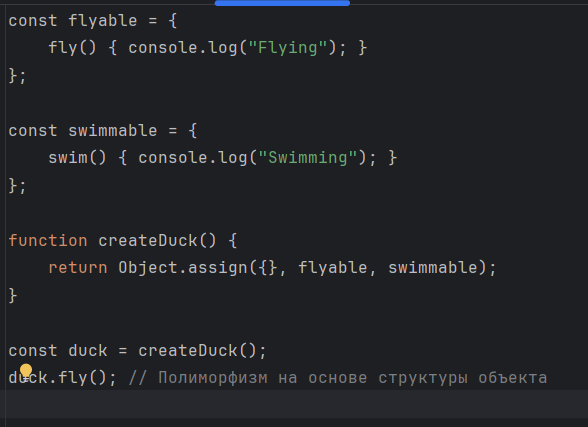 const flyable = {
    fly() { console.log("Flying"); }
};

const swimmable = {
    swim() { console.log("Swimming"); }
};

function createDuck() {
    return Object.assign({}, flyable, swimmable);
}

const duck = createDuck();
duck.fly(); // Полиморфизм на основе структуры объекта